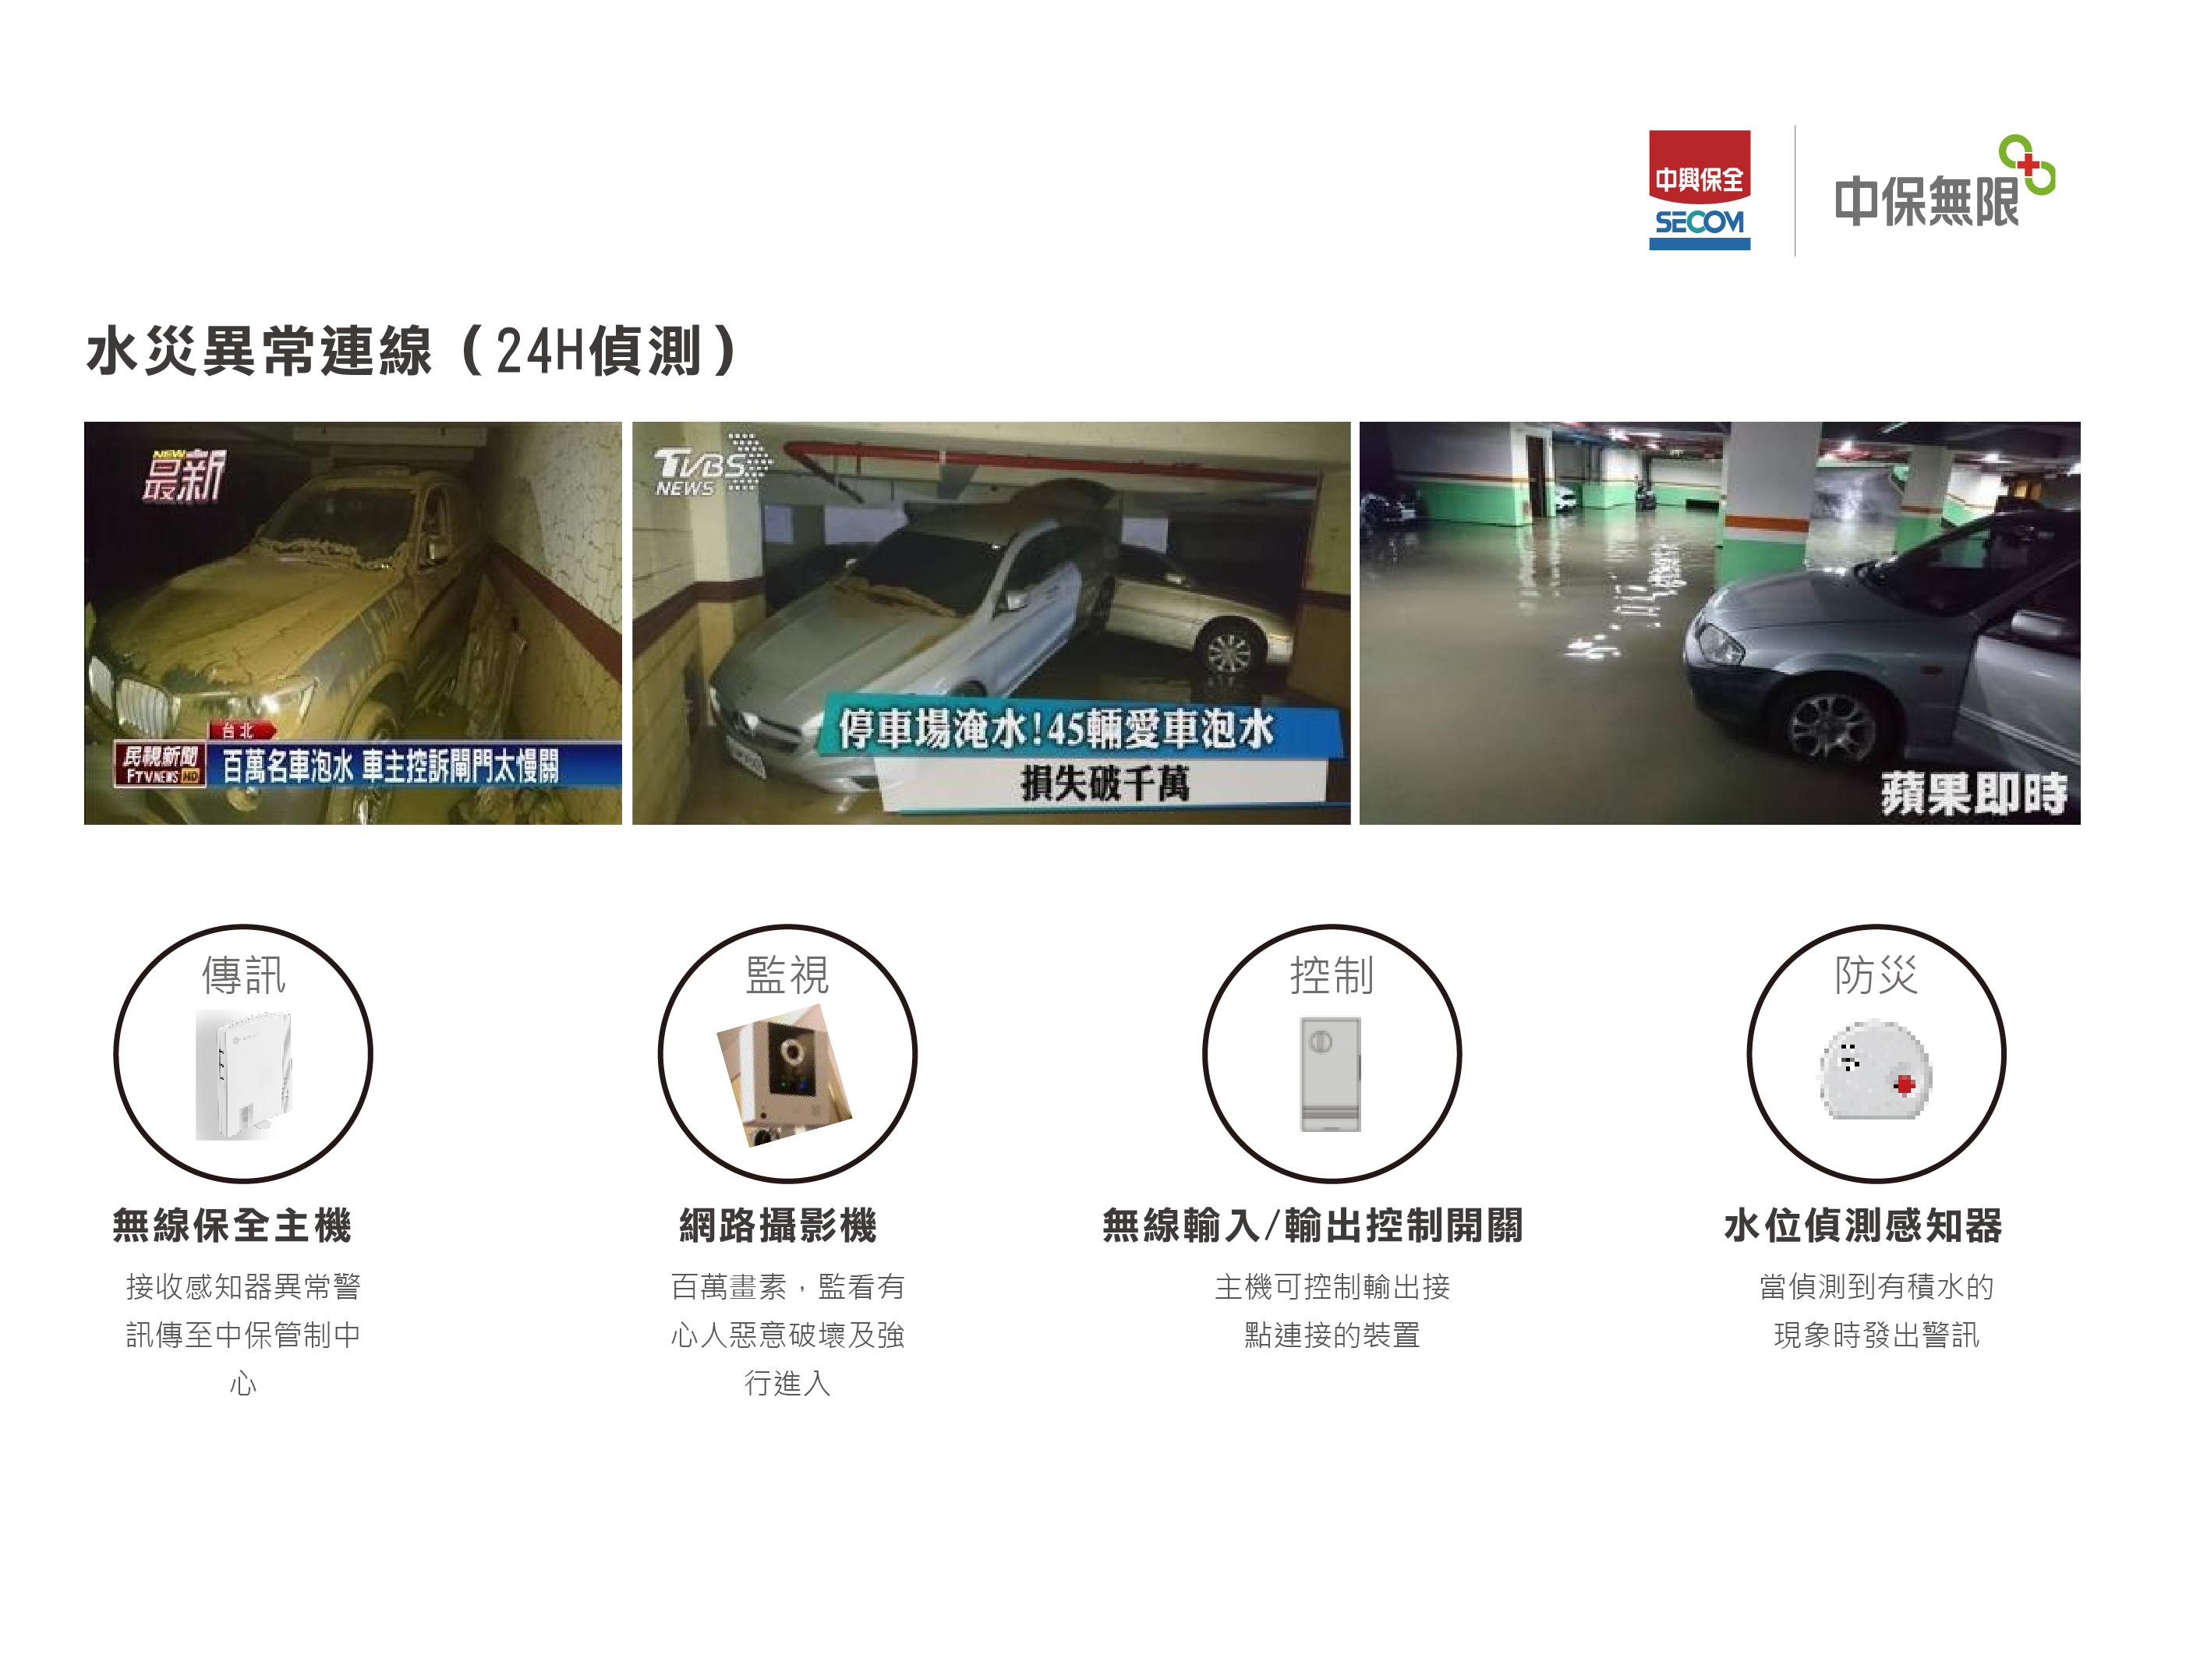 中興保全
SECOM
中保無限
水災異常連線（24H偵測）
NEW
最新
台北
民視新聞
FTVNEWS HD
百萬名車泡水 車主控訴閘門太慢關
TVBS
NEWS
停車場淹水!45輛愛車泡水
損失破千萬
蘋果即時
傳訊
監視
控制
防災
無線保全主機
網路攝影機
無線輸入/輸出控制開關
水位偵測感知器
接收感知器異常警
訊傳至中保管制中
心
百萬畫素，監看有
心人惡意破壞及強
行進入
主機可控制輸出接
點連接的裝置
當偵測到有積水的
現象時發出警訊